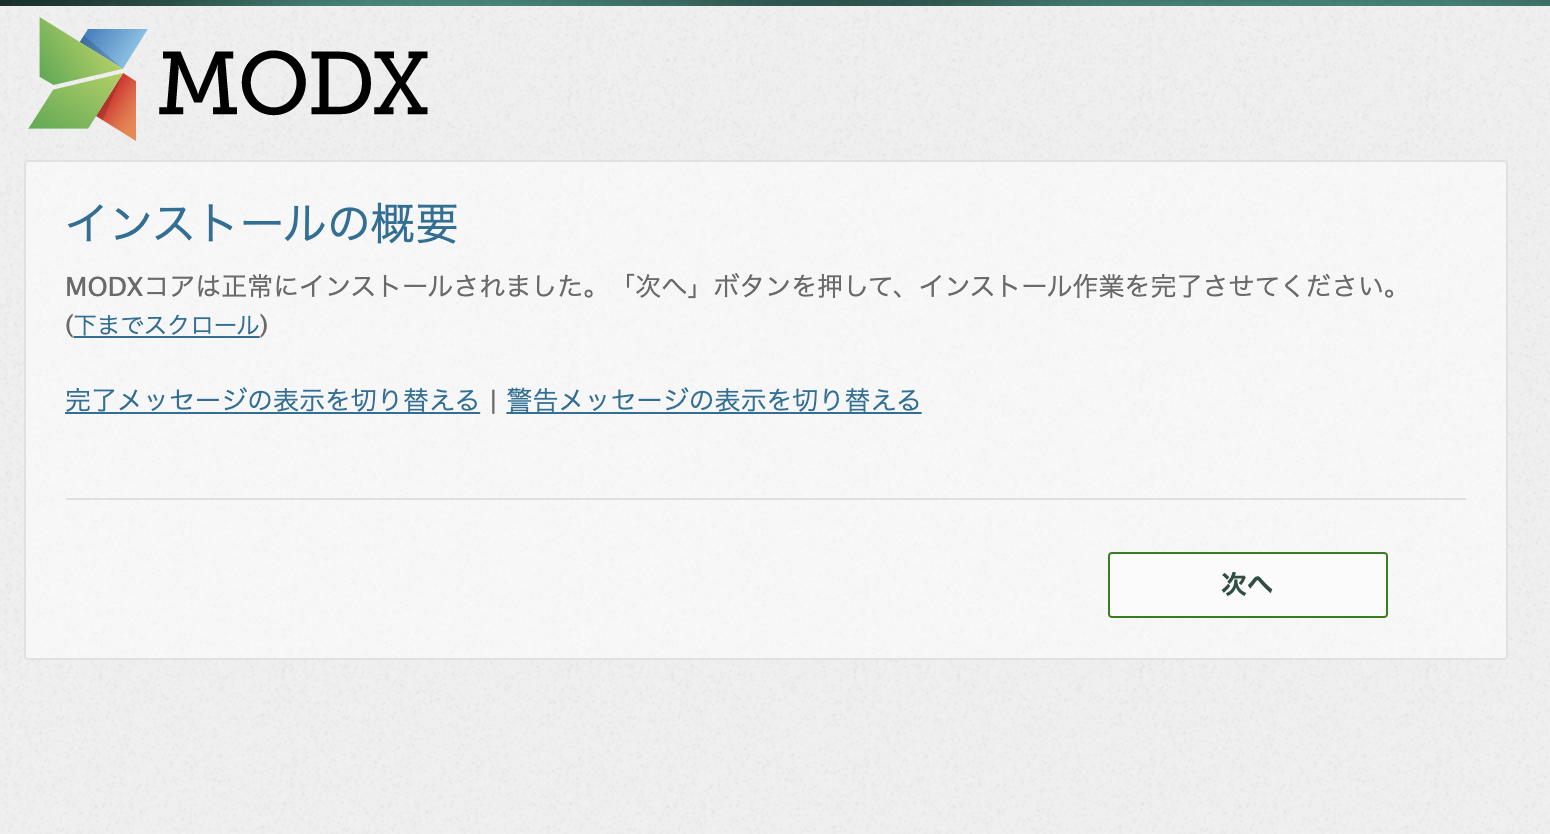 MODX
インストールの概要
MODXコアは正常にインストールされました。「次へ」ボタンを押して、インストール作業を完了させてください。
(下までスクロール)
完了メッセージの表示を切り替える | 警告メッセージの表示を切り替える
次へ